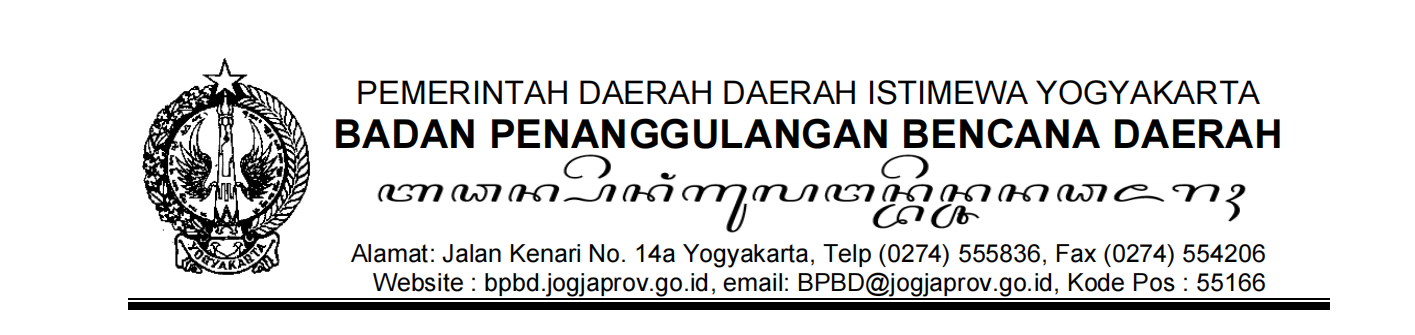 YOGYAKARTA
PEMERINTAH DAERAH DAERAH ISTIMEWA YOGYAKARTA
BADAN PENANGGULANGAN BENCANA DAERAH
Alamat: Jalan Kenari No. 14a Yogyakarta, Telp (0274) 555836, Fax (0274) 554206
Website : bpbd.jogjaprov.go.id, email: BPBD@jogjaprov.go.id, Kode Pos : 55166